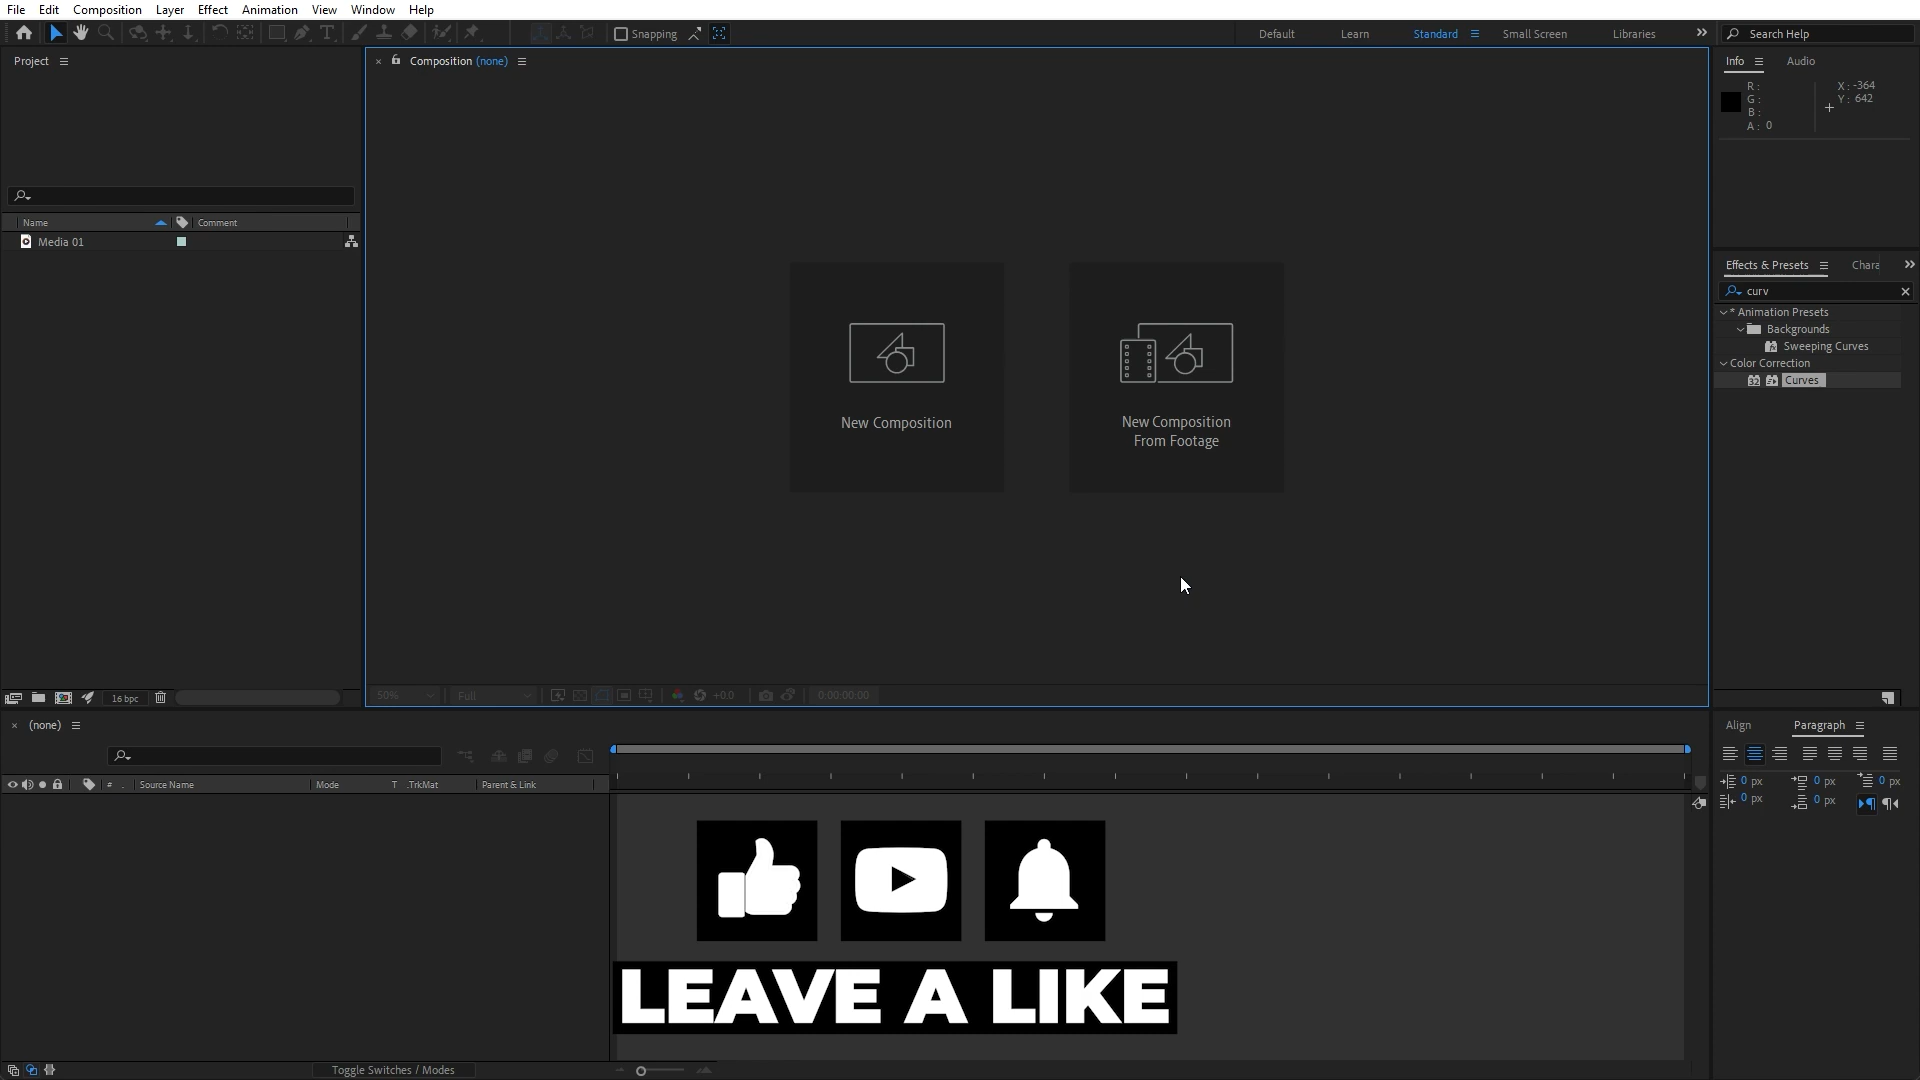 File Edit Composition Layer Effect Animation View Window Help
Snapping
Default Learn Standard Small Screen Libraries
Search Help
Project
Composition (none)
Info Audio
R :
G :
B :
A : 0
X : -364
Y : 642
Name Comment
Media 01
New Composition
New Composition
From Footage
Effects & Presets Chara
curv
* Animation Presets
Backgrounds
Sweeping Curves
Color Correction
32 Curves
16 bpc
50% Full +0.0 0:00:00:00
(none)
# . Source Name Mode T .TrkMat Parent & Link
Align Paragraph
0 px 0 px 0 px
0 px 0 px
LEAVE A LIKE
Toggle Switches / Modes